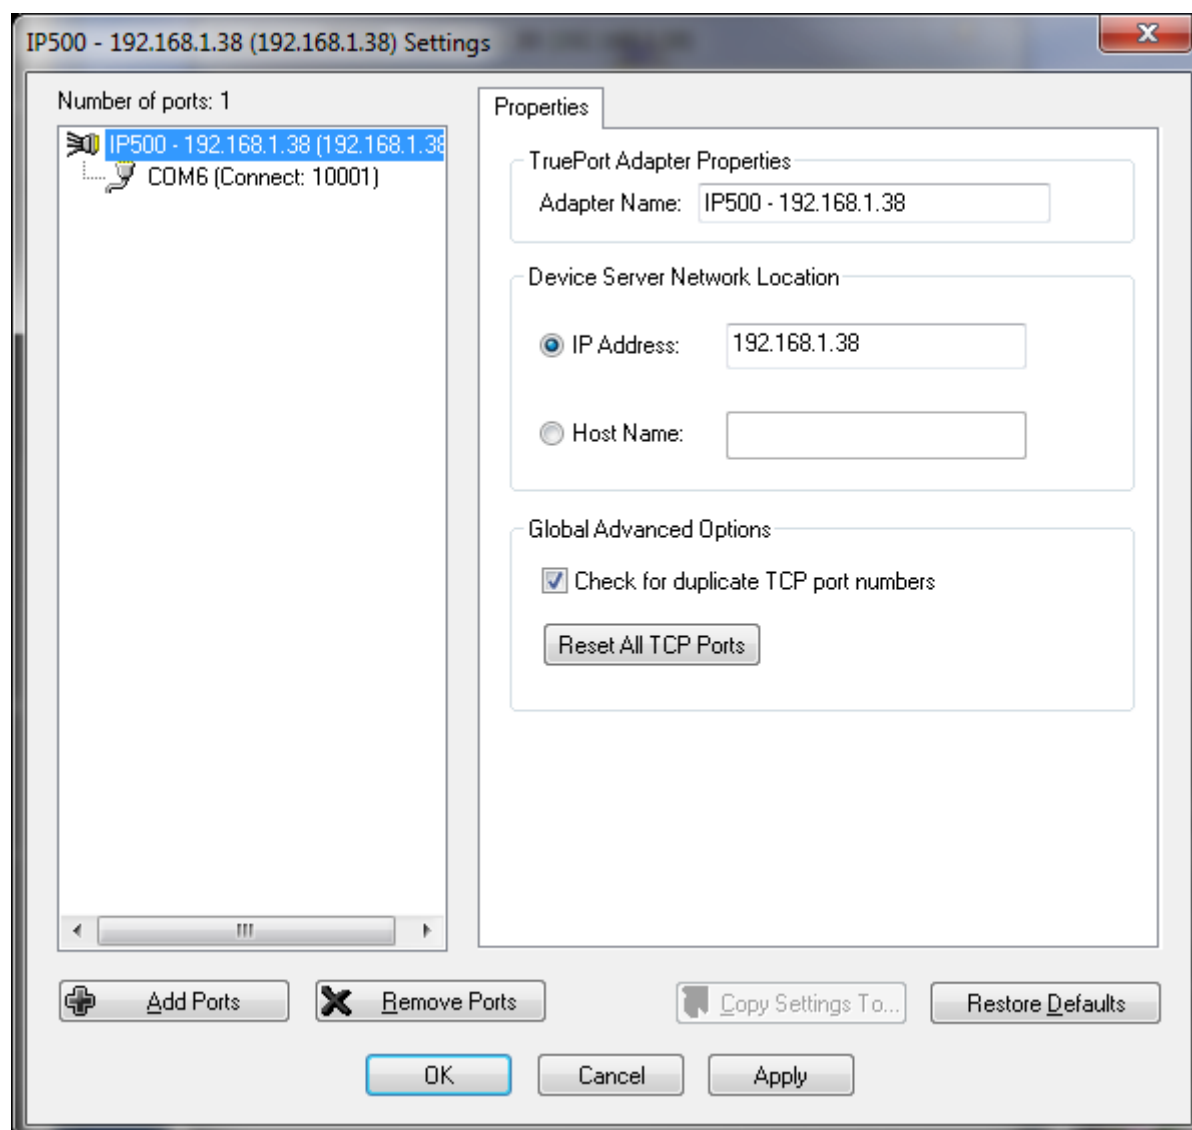 IP500 - 192.168.1.38 (192.168.1.38) Settings
Number of ports: 1
IP500 - 192.168.1.38 (192.168.1.38
COM6 (Connect: 10001)
Properties
TruePort Adapter Properties
Adapter Name: IP500 - 192.168.1.38
Device Server Network Location
IP Address: 192.168.1.38
Host Name:
Global Advanced Options
Check for duplicate TCP port numbers
Reset All TCP Ports
Add Ports Remove Ports Copy Settings To... Restore Defaults
OK Cancel Apply